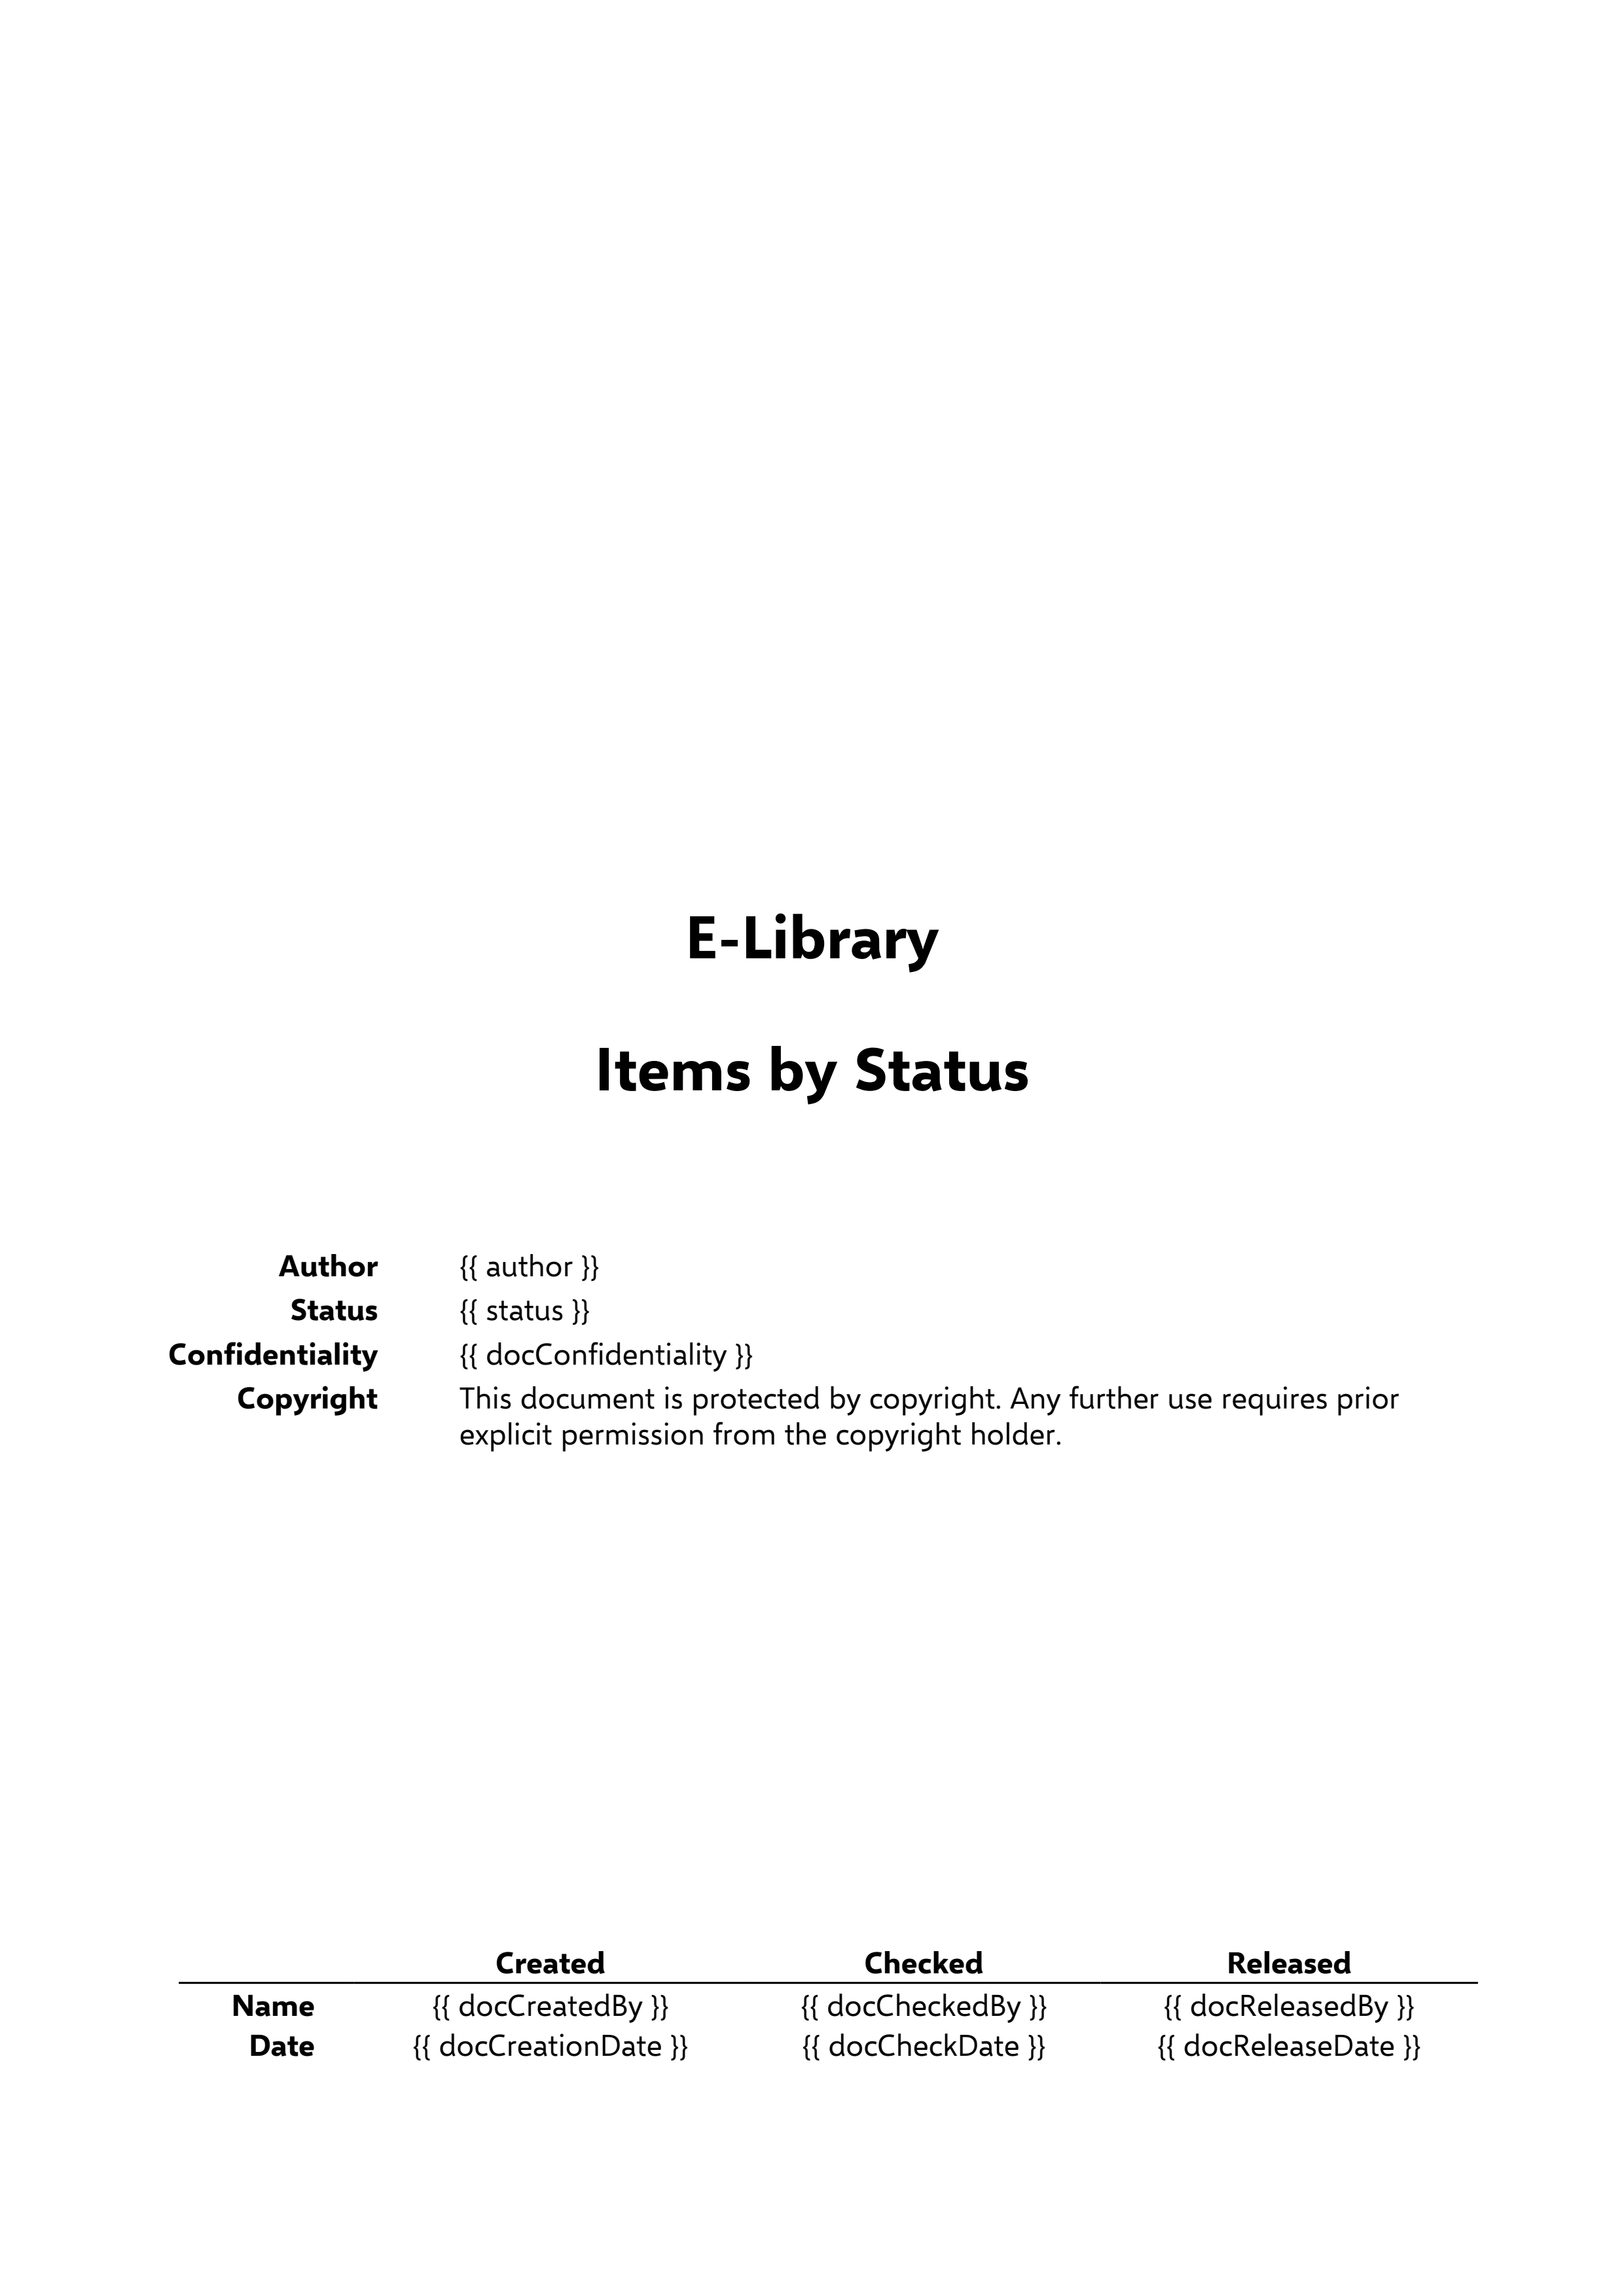 E-Library
Items by Status
Author {{ author }}
Status {{ status }}
Confidentiality {{ docConfidentiality }}
Copyright This document is protected by copyright. Any further use requires prior
explicit permission from the copyright holder.
Created Checked Released
Name {{ docCreatedBy }} {{ docCheckedBy }} {{ docReleasedBy }}
Date {{ docCreationDate }} {{ docCheckDate }} {{ docReleaseDate }}